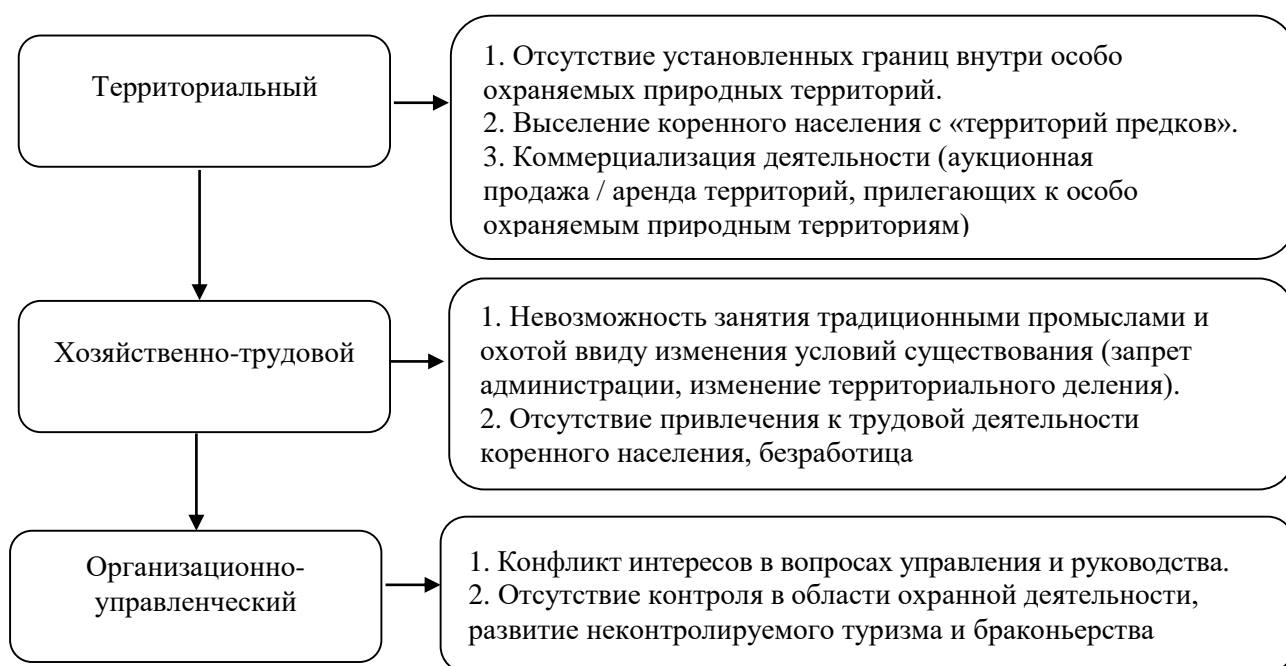 Территориальный
1. Отсутствие установленных границ внутри особо
охраняемых природных территорий.
2. Выселение коренного населения с «территорий предков».
3. Коммерциализация деятельности (аукционная
продажа / аренда территорий, прилегающих к особо
охраняемым природным территориям)
Хозяйственно-трудовой
1. Невозможность занятия традиционными промыслами и
охотой ввиду изменения условий существования (запрет
администрации, изменение территориального деления).
2. Отсутствие привлечения к трудовой деятельности
коренного населения, безработица
Организационно-
управленческий
1. Конфликт интересов в вопросах управления и руководства.
2. Отсутствие контроля в области охранной деятельности,
развитие неконтролируемого туризма и браконьерства